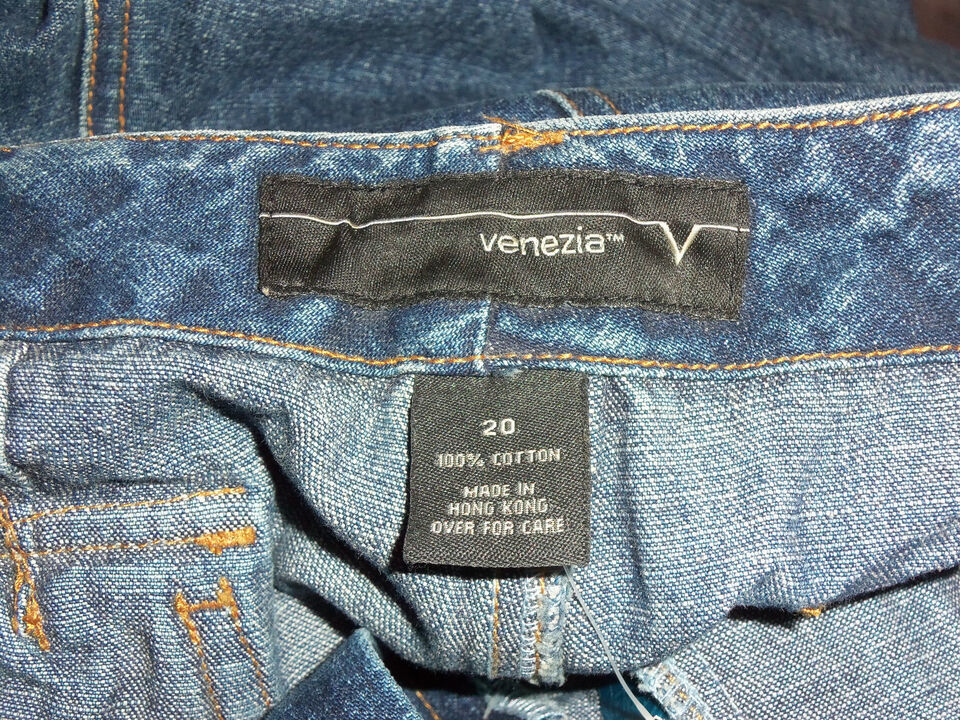 venezia™
20
100% COTTON
MADE IN
HONG KONG
OVER FOR CARE